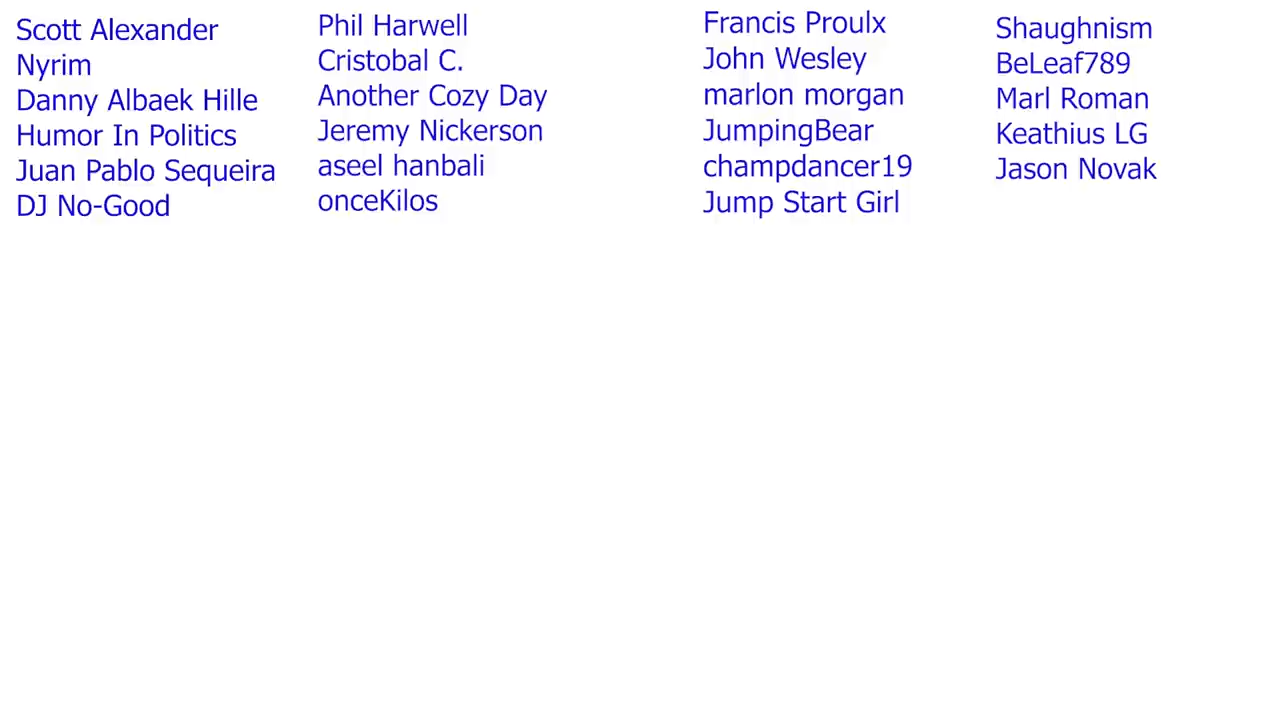 Scott Alexander
Nyrim
Danny Albaek Hille
Humor In Politics
Juan Pablo Sequeira
DJ No-Good
Phil Harwell
Cristobal C.
Another Cozy Day
Jeremy Nickerson
aseel hanbali
onceKilos
Francis Proulx
John Wesley
marlon morgan
JumpingBear
champdancer19
Jump Start Girl
Shaughnism
BeLeaf789
Marl Roman
Keathius LG
Jason Novak